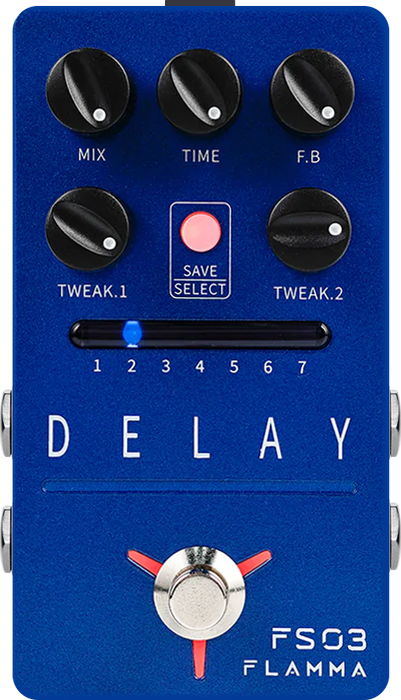 MIX TIME F.B
TWEAK.1 SAVE SELECT TWEAK.2
1 2 3 4 5 6 7
DELAY
FS03
FLAMMA